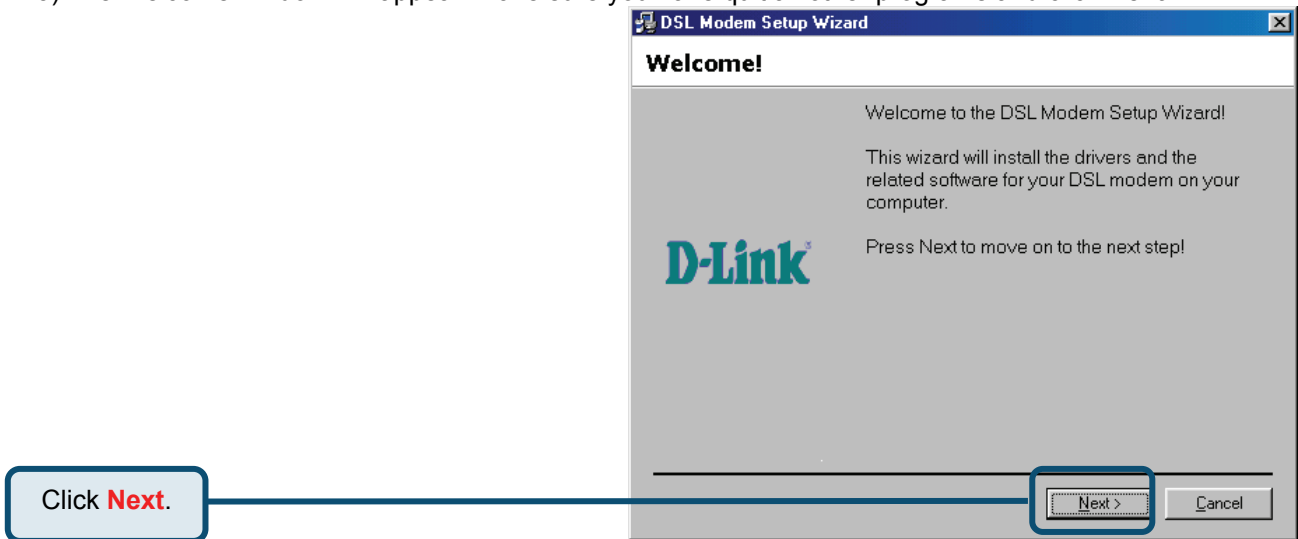 DSL Modem Setup Wizard
Welcome!
Welcome to the DSL Modem Setup Wizard!
This wizard will install the drivers and the
related software for your DSL modem on your
computer.
D-Link
Press Next to move on to the next step!
Click Next.
Next >
Cancel